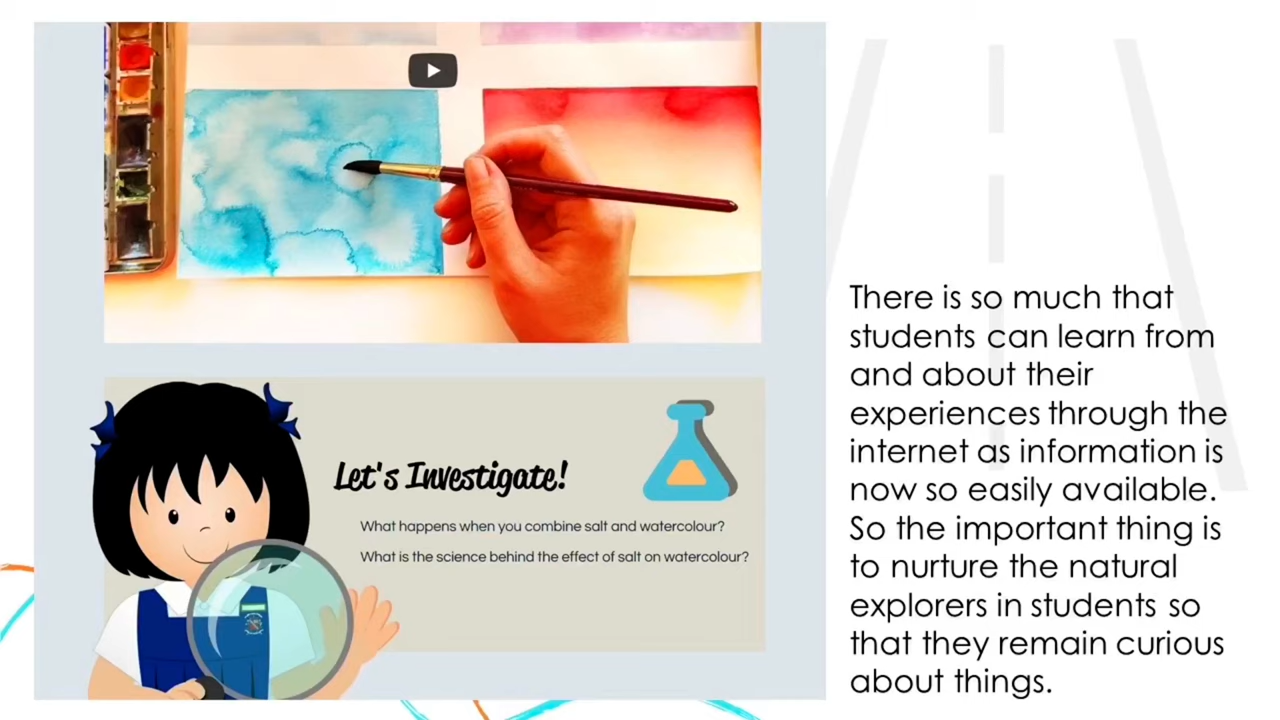 Let's Investigate!
What happens when you combine salt and watercolour?
What is the science behind the effect of salt on watercolour?
There is so much that
students can learn from
and about their
experiences through the
internet as information is
now so easily available.
So the important thing is
to nurture the natural
explorers in students so
that they remain curious
about things.